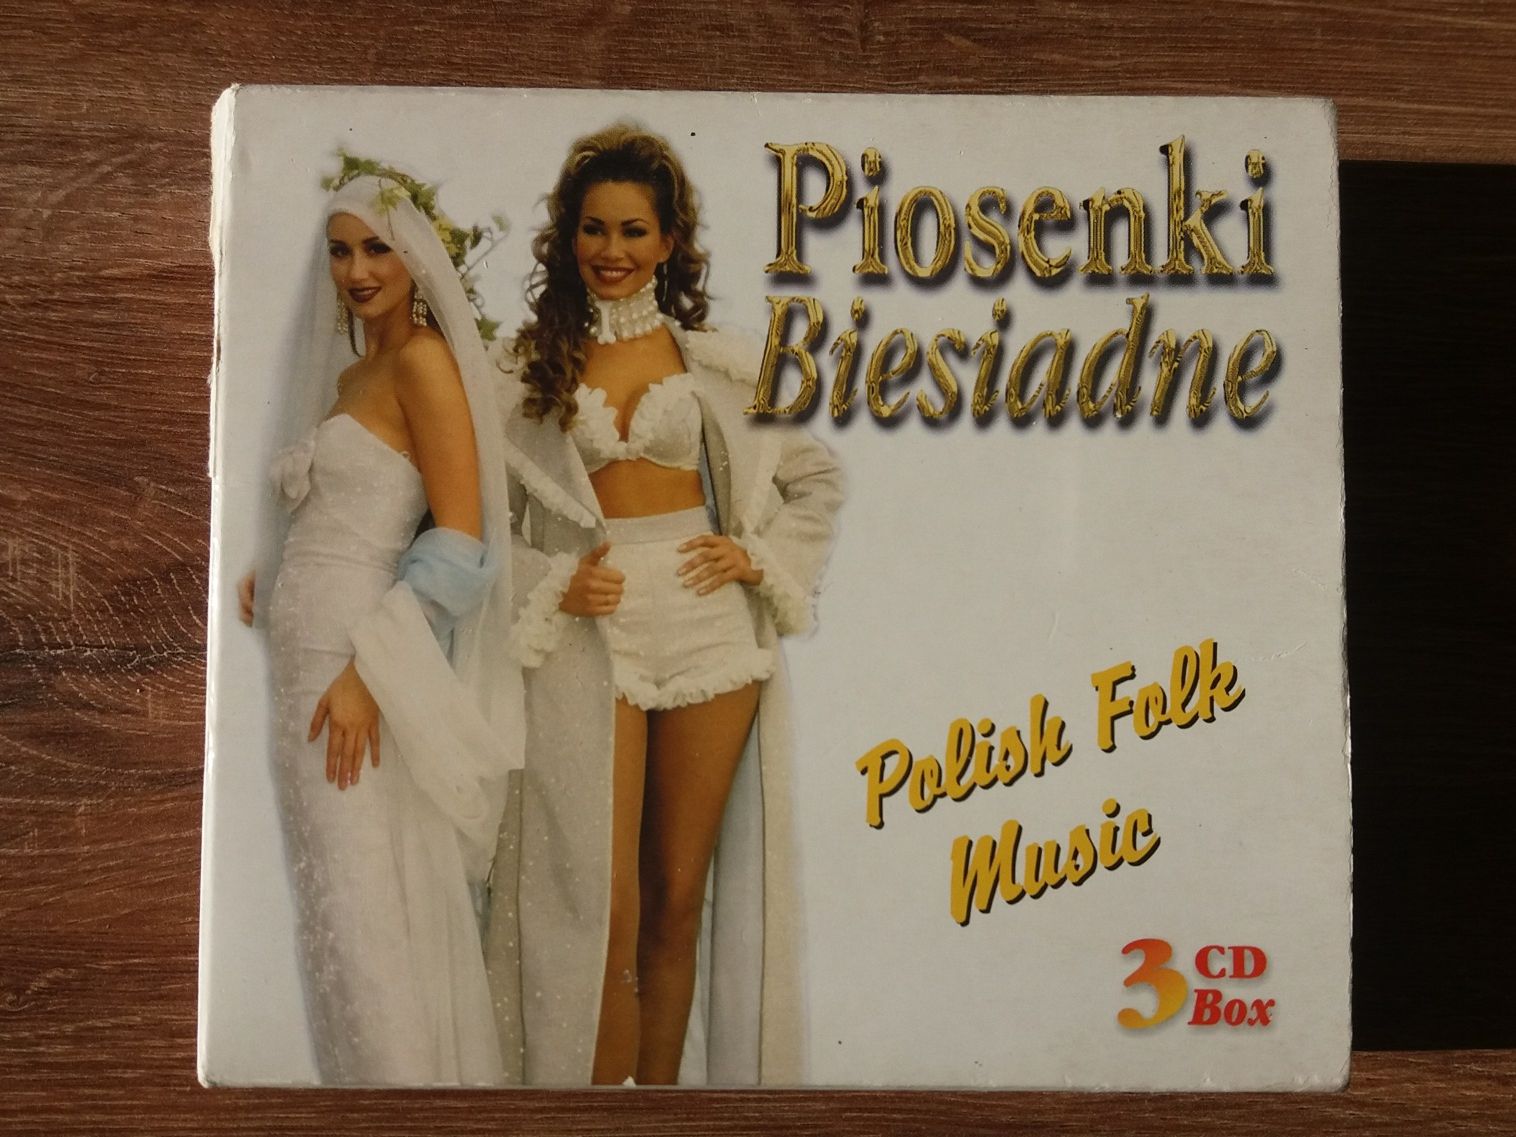 Piosenki
Biesiadne
Polish Folk
Music
3 CD
Box